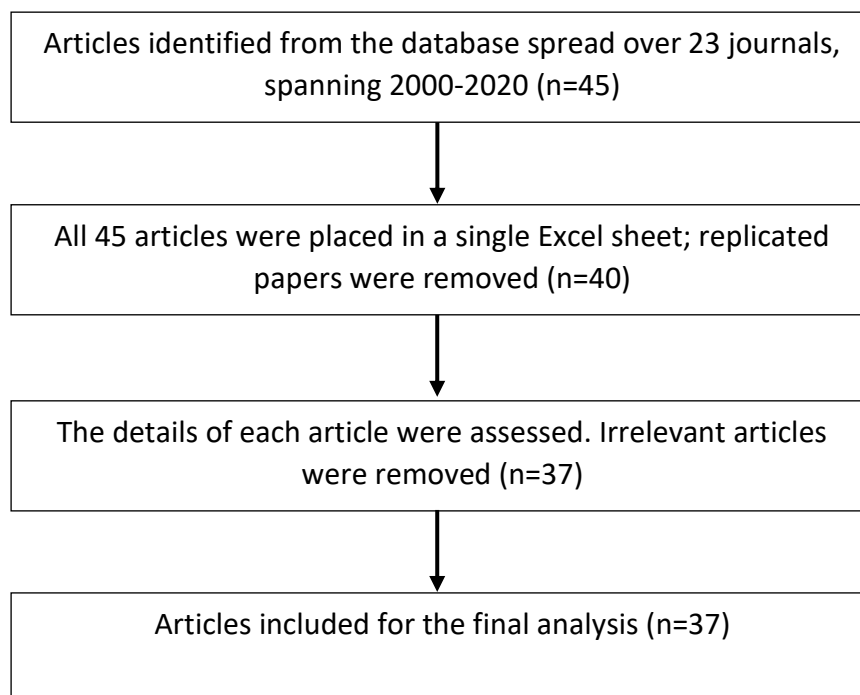 Articles identified from the database spread over 23 journals,
spanning 2000-2020 (n=45)
All 45 articles were placed in a single Excel sheet; replicated
papers were removed (n=40)
The details of each article were assessed. Irrelevant articles
were removed (n=37)
Articles included for the final analysis (n=37)